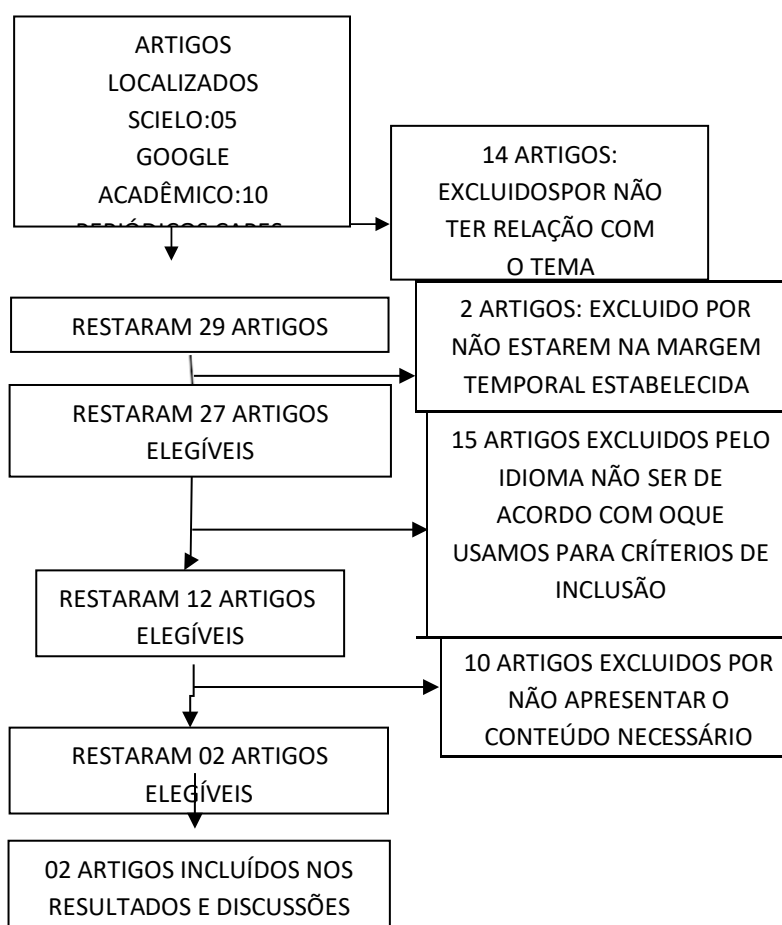 ARTIGOS
LOCALIZADOS
SCIELO:05
GOOGLE
ACADÊMICO:10
PERIÓDICOS CAPES
14 ARTIGOS:
EXCLUIDOSPOR NÃO
TER RELAÇÃO COM
O TEMA
RESTARAM 29 ARTIGOS
2 ARTIGOS: EXCLUIDO POR
NÃO ESTAREM NA MARGEM
TEMPORAL ESTABELECIDA
RESTARAM 27 ARTIGOS
ELEGÍVEIS
15 ARTIGOS EXCLUIDOS PELO
IDIOMA NÃO SER DE
ACORDO COM OQUE
USAMOS PARA CRÍTERIOS DE
INCLUSÃO
RESTARAM 12 ARTIGOS
ELEGÍVEIS
10 ARTIGOS EXCLUIDOS POR
NÃO APRESENTAR O
CONTEÚDO NECESSÁRIO
RESTARAM 02 ARTIGOS
ELEGÍVEIS
02 ARTIGOS INCLUÍDOS NOS
RESULTADOS E DISCUSSÕES